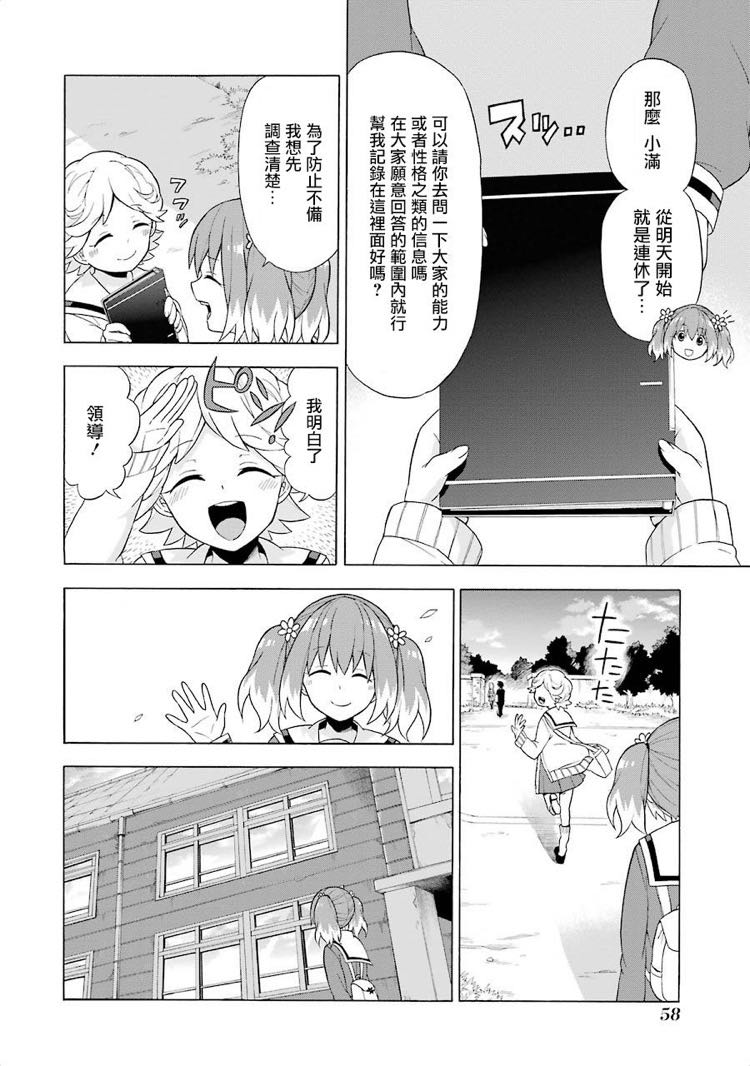 那麼 小滿
從明天開始
就是連休了…
スッ…
可以請你去問一下大家的能力
或者性格之類的信息嗎
在大家願意回答的範圍內就行
幫我記錄在這裡面好嗎？
為了防止不備
我想先
調查清楚…
フフッ
我明白了
領導！
たたた
58